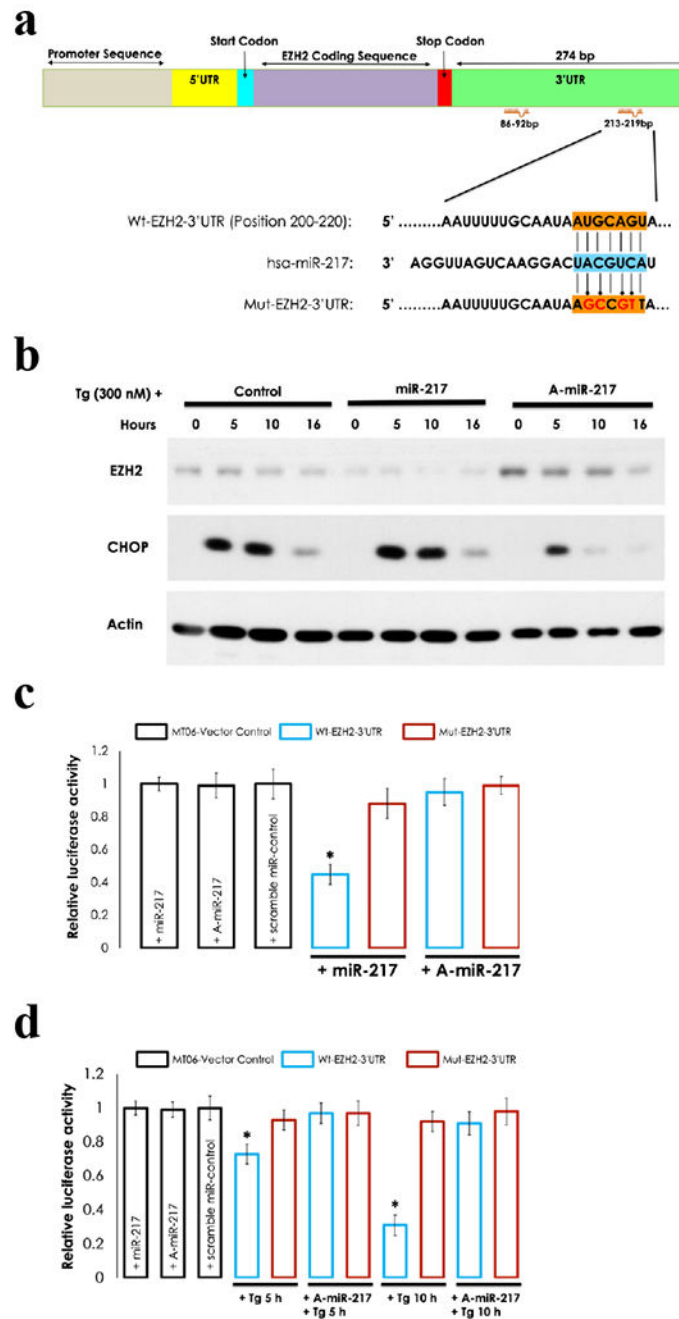 a
Start Codon Stop Codon
Promoter Sequence EZH2 Coding Sequence 274 bp
5'UTR 3'UTR
86-92bp 213-219bp
Wt-EZH2-3'UTR (Position 200-220): 5' .........AAUUUUUGCAAUAAUGCAGUA...
hsa-miR-217: 3' AGGUUAGUCAAGGACUACGUCAU
Mut-EZH2-3'UTR: 5' .........AAUUUUUGCAAUAAGCCGTTA...
b
Tg (300 nM) + Control miR-217 A-miR-217
Hours 0 5 10 16 0 5 10 16 0 5 10 16
EZH2
CHOP
Actin
c
MT06-Vector Control Wt-EZH2-3'UTR Mut-EZH2-3'UTR
Relative luciferase activity
1.2
1
0.8
0.6
0.4
0.2
0
+ miR-217
+ A-miR-217
+ scramble miR-control
*
+ miR-217 + A-miR-217
d
MT06-Vector Control Wt-EZH2-3'UTR Mut-EZH2-3'UTR
Relative luciferase activity
1.2
1
0.8
0.6
0.4
0.2
0
+ miR-217
+ A-miR-217
+ scramble miR-control
*
*
+ Tg 5 h + A-miR-217 + Tg 10 h + A-miR-217
+ Tg 5 h + Tg 10 h